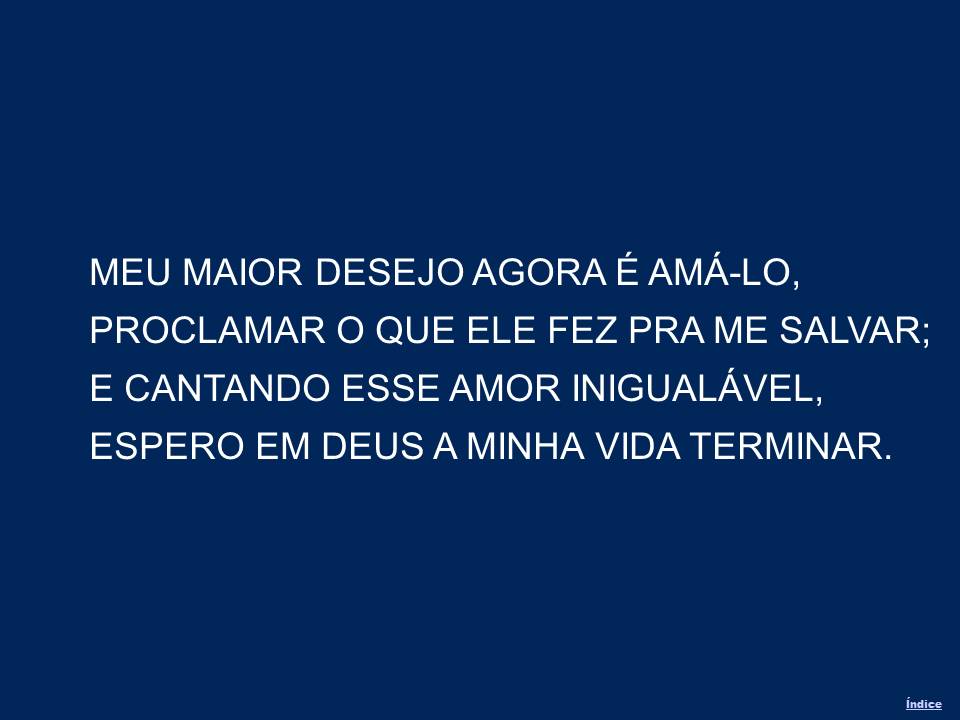 MEU MAIOR DESEJO AGORA É AMÁ-LO,
PROCLAMAR O QUE ELE FEZ PRA ME SALVAR;
E CANTANDO ESSE AMOR INIGUALÁVEL,
ESPERO EM DEUS A MINHA VIDA TERMINAR.
Índice